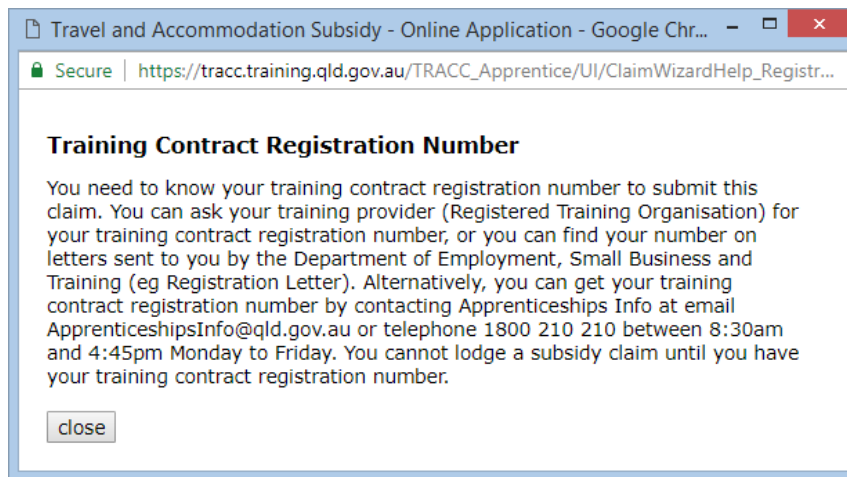 Travel and Accommodation Subsidy - Online Application - Google Chr...
Secure | https://tracc.training.qld.gov.au/TRACC_Apprentice/UI/ClaimWizardHelp_Registr...
Training Contract Registration Number
You need to know your training contract registration number to submit this
claim. You can ask your training provider (Registered Training Organisation) for
your training contract registration number, or you can find your number on
letters sent to you by the Department of Employment, Small Business and
Training (eg Registration Letter). Alternatively, you can get your training
contract registration number by contacting Apprenticeships Info at email
ApprenticeshipsInfo@qld.gov.au or telephone 1800 210 210 between 8:30am
and 4:45pm Monday to Friday. You cannot lodge a subsidy claim until you have
your training contract registration number.
close